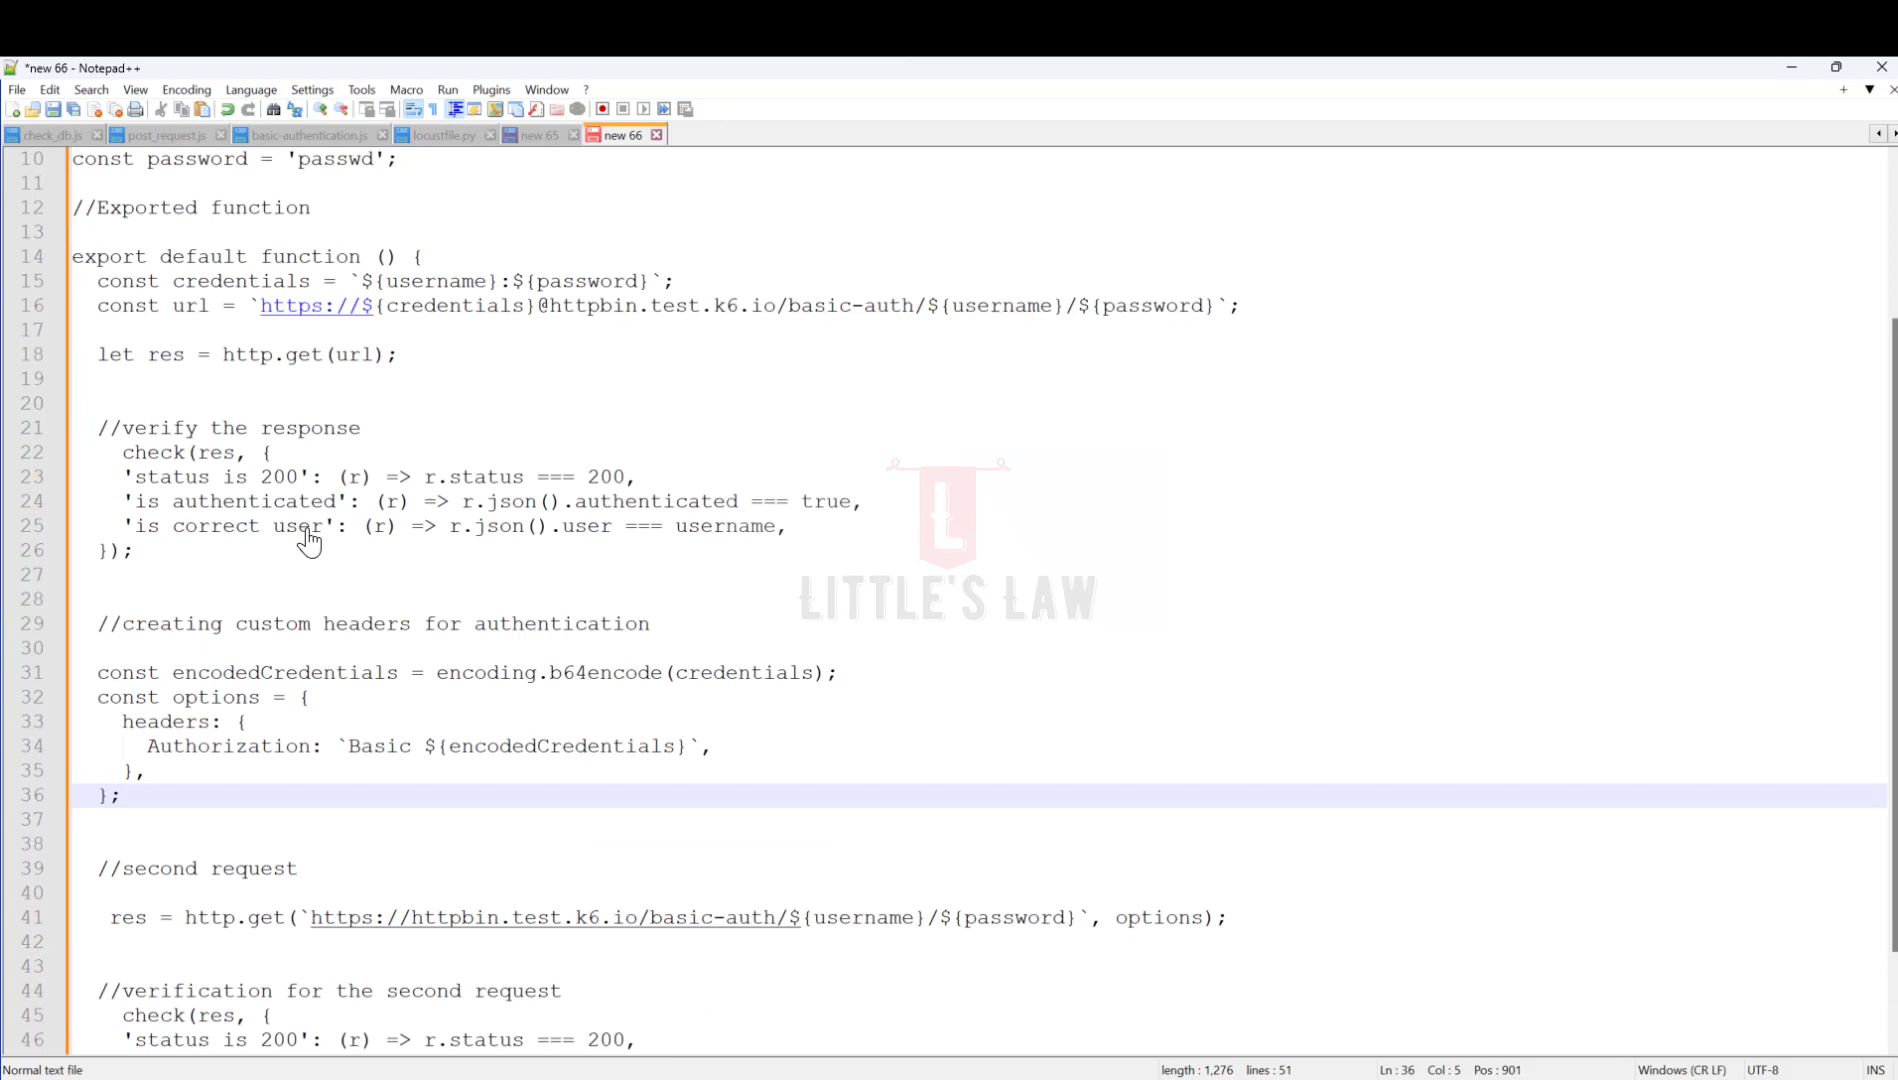 *new 66 - Notepad++
File Edit Search View Encoding Language Settings Tools Macro Run Plugins Window ?
check_db.js post_request.js basic-authentication.js locustfile.py new 65 new 66
10 const password = 'passwd';
11
12 //Exported function
13
14 export default function () {
15 const credentials = `${username}:${password}`;
16 const url = `https://${credentials}@httpbin.test.k6.io/basic-auth/${username}/${password}`;
17
18 let res = http.get(url);
19
20
21 //verify the response
22 check(res, {
23 'status is 200': (r) => r.status === 200,
24 'is authenticated': (r) => r.json().authenticated === true,
25 'is correct user': (r) => r.json().user === username,
26 });
27
28
29 //creating custom headers for authentication
30
31 const encodedCredentials = encoding.b64encode(credentials);
32 const options = {
33 headers: {
34 Authorization: `Basic ${encodedCredentials}`,
35 },
36 };
37
38
39 //second request
40
41 res = http.get(`https://httpbin.test.k6.io/basic-auth/${username}/${password}`, options);
42
43
44 //verification for the second request
45 check(res, {
46 'status is 200': (r) => r.status === 200,
L
LITTLE'S LAW
Normal text file length : 1,276 lines : 51 Ln : 36 Col : 5 Pos : 901 Windows (CR LF) UTF-8 INS